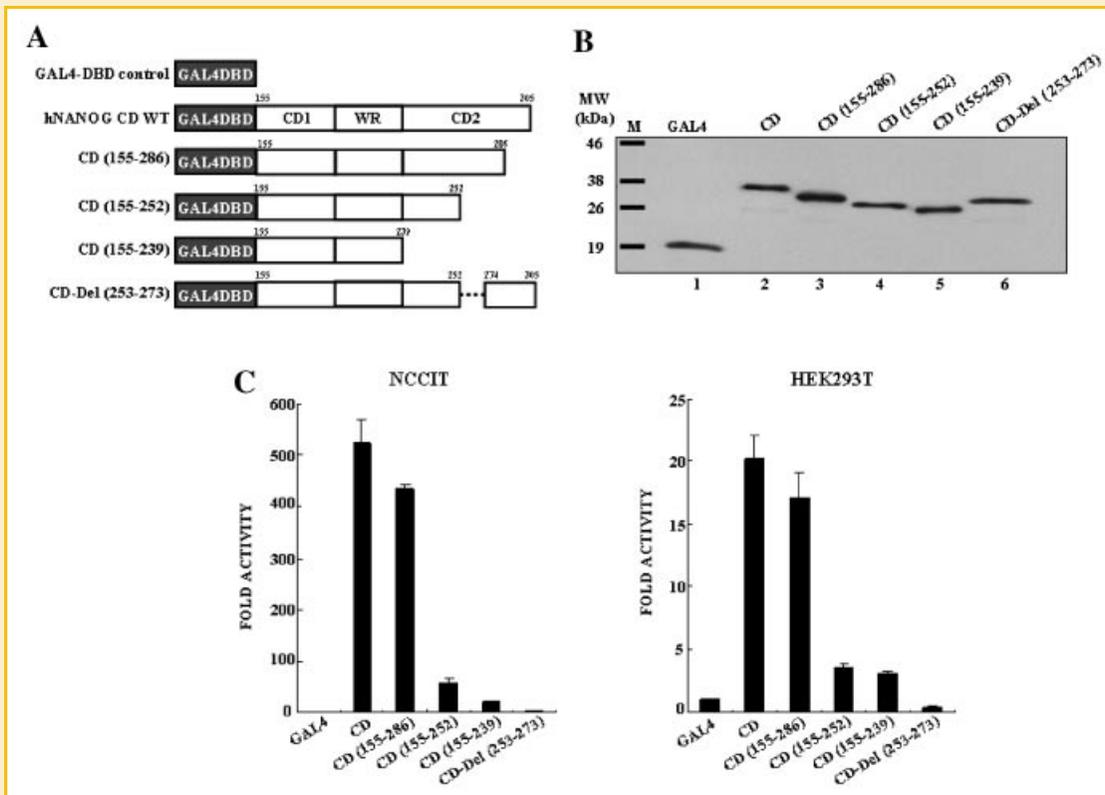 A
GAL4-DBD control
GAL4DBD
155
205
hNANOG CD WT
GAL4DBD
CD1
WR
CD2
155
286
CD (155-286)
GAL4DBD
155
252
CD (155-252)
GAL4DBD
155
239
CD (155-239)
GAL4DBD
155
252
274
205
CD-Del (253-273)
GAL4DBD
B
MW
(kDa)
M
GAL4
CD
CD (155-286)
CD (155-252)
CD (155-239)
CD-Del (253-273)
46
38
26
19
1
2
3
4
5
6
C
NCCIT
FOLD ACTIVITY
600
500
400
300
200
100
0
GAL4
CD
CD (155-286)
CD (155-252)
CD (155-239)
CD-Del (253-273)
HEK293T
FOLD ACTIVITY
25
20
15
10
5
0
GAL4
CD
CD (155-286)
CD (155-252)
CD (155-239)
CD-Del (253-273)